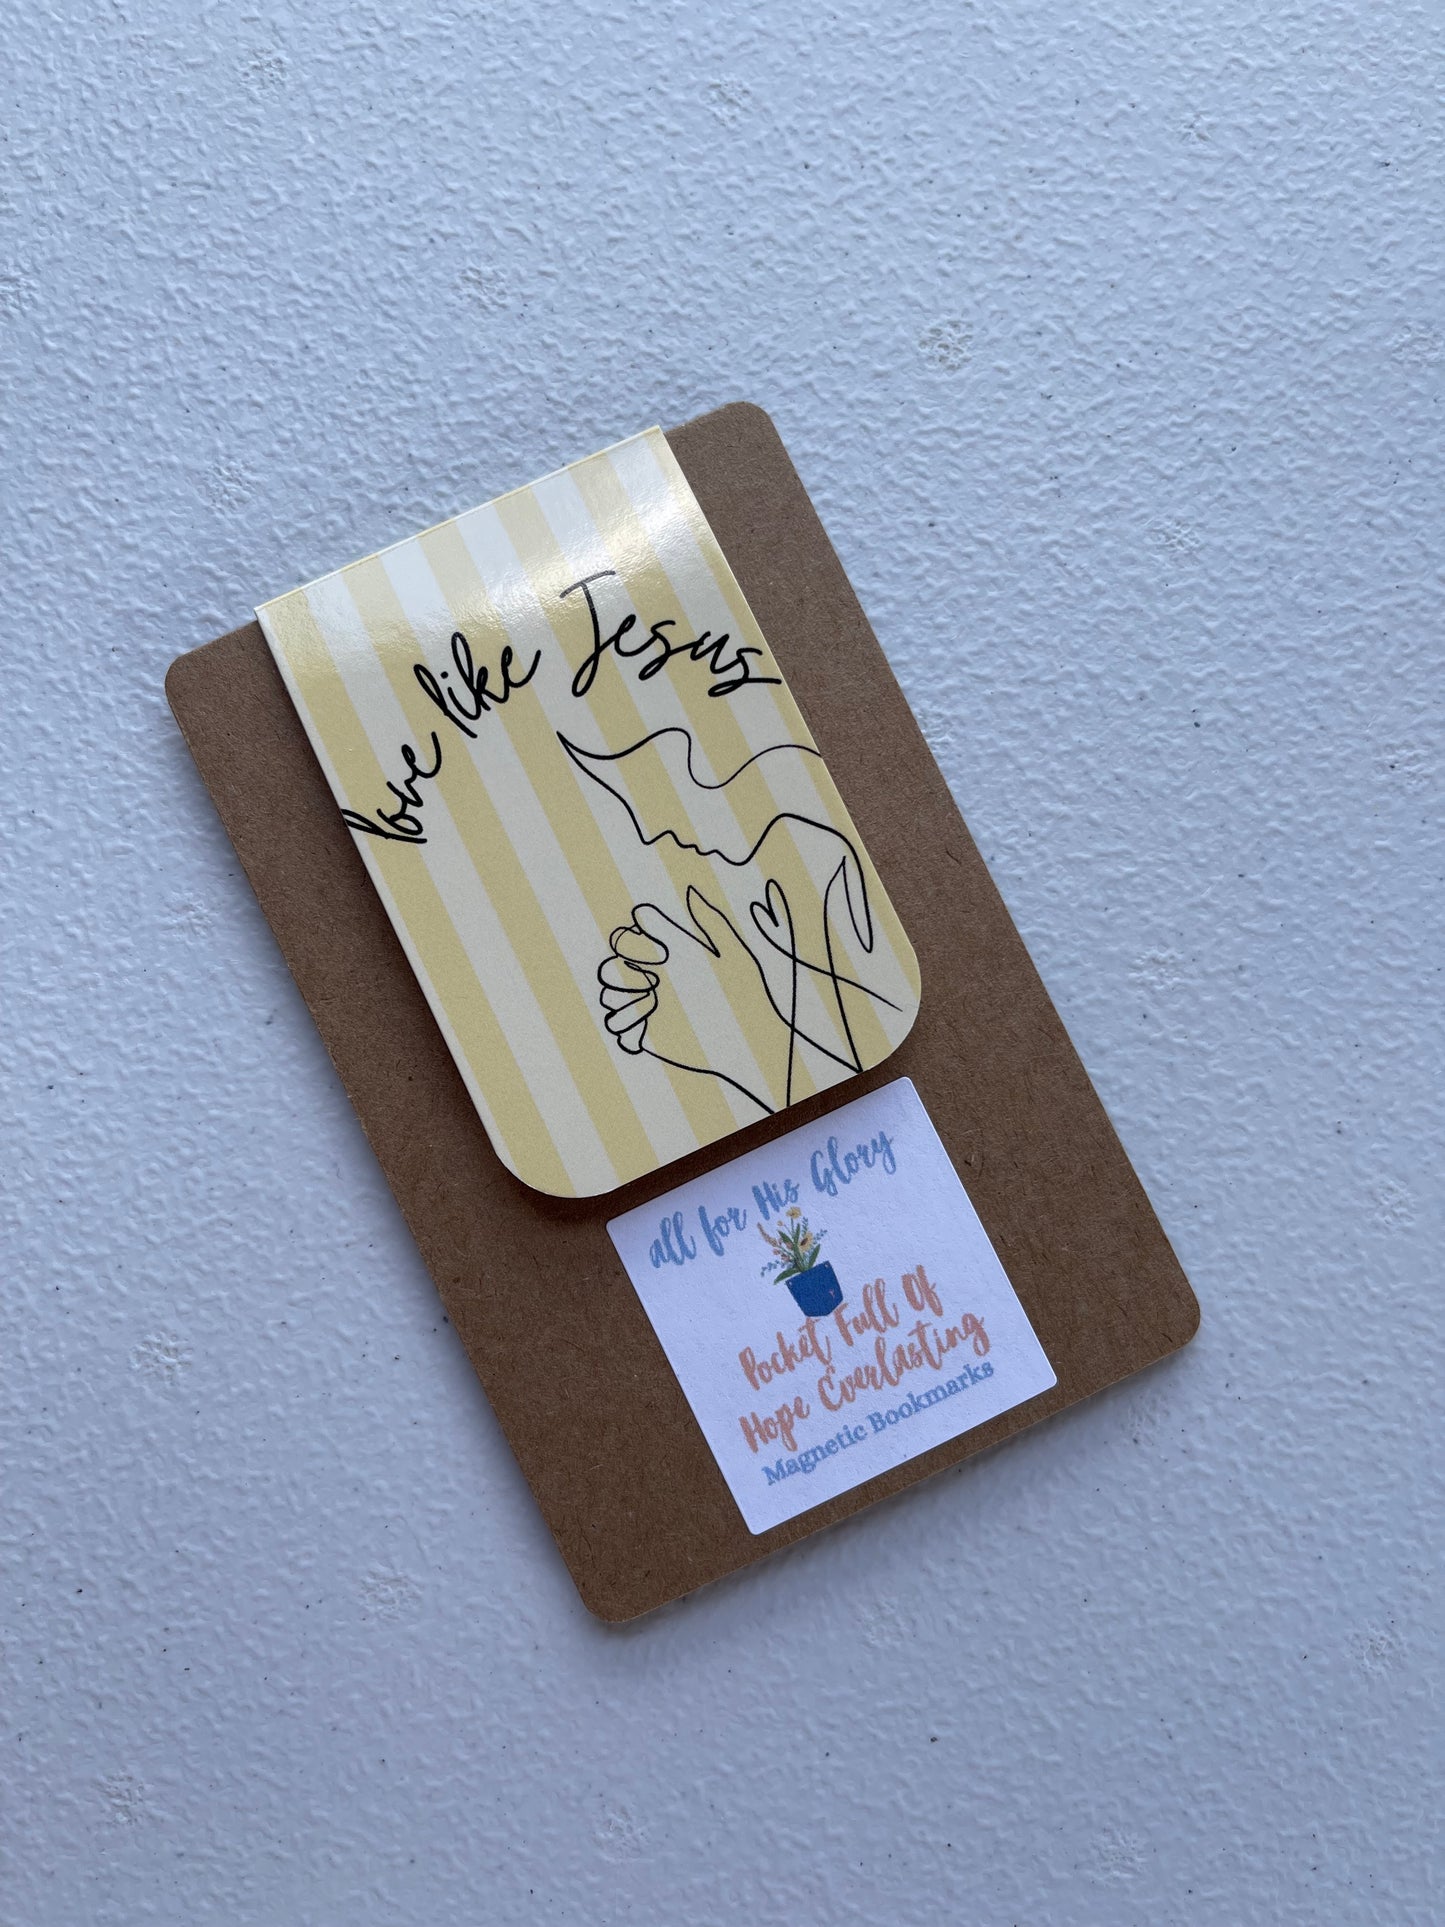 love like Jesus
all for His Glory
Pocket Full Of
Hope Everlasting
Magnetic Bookmarks